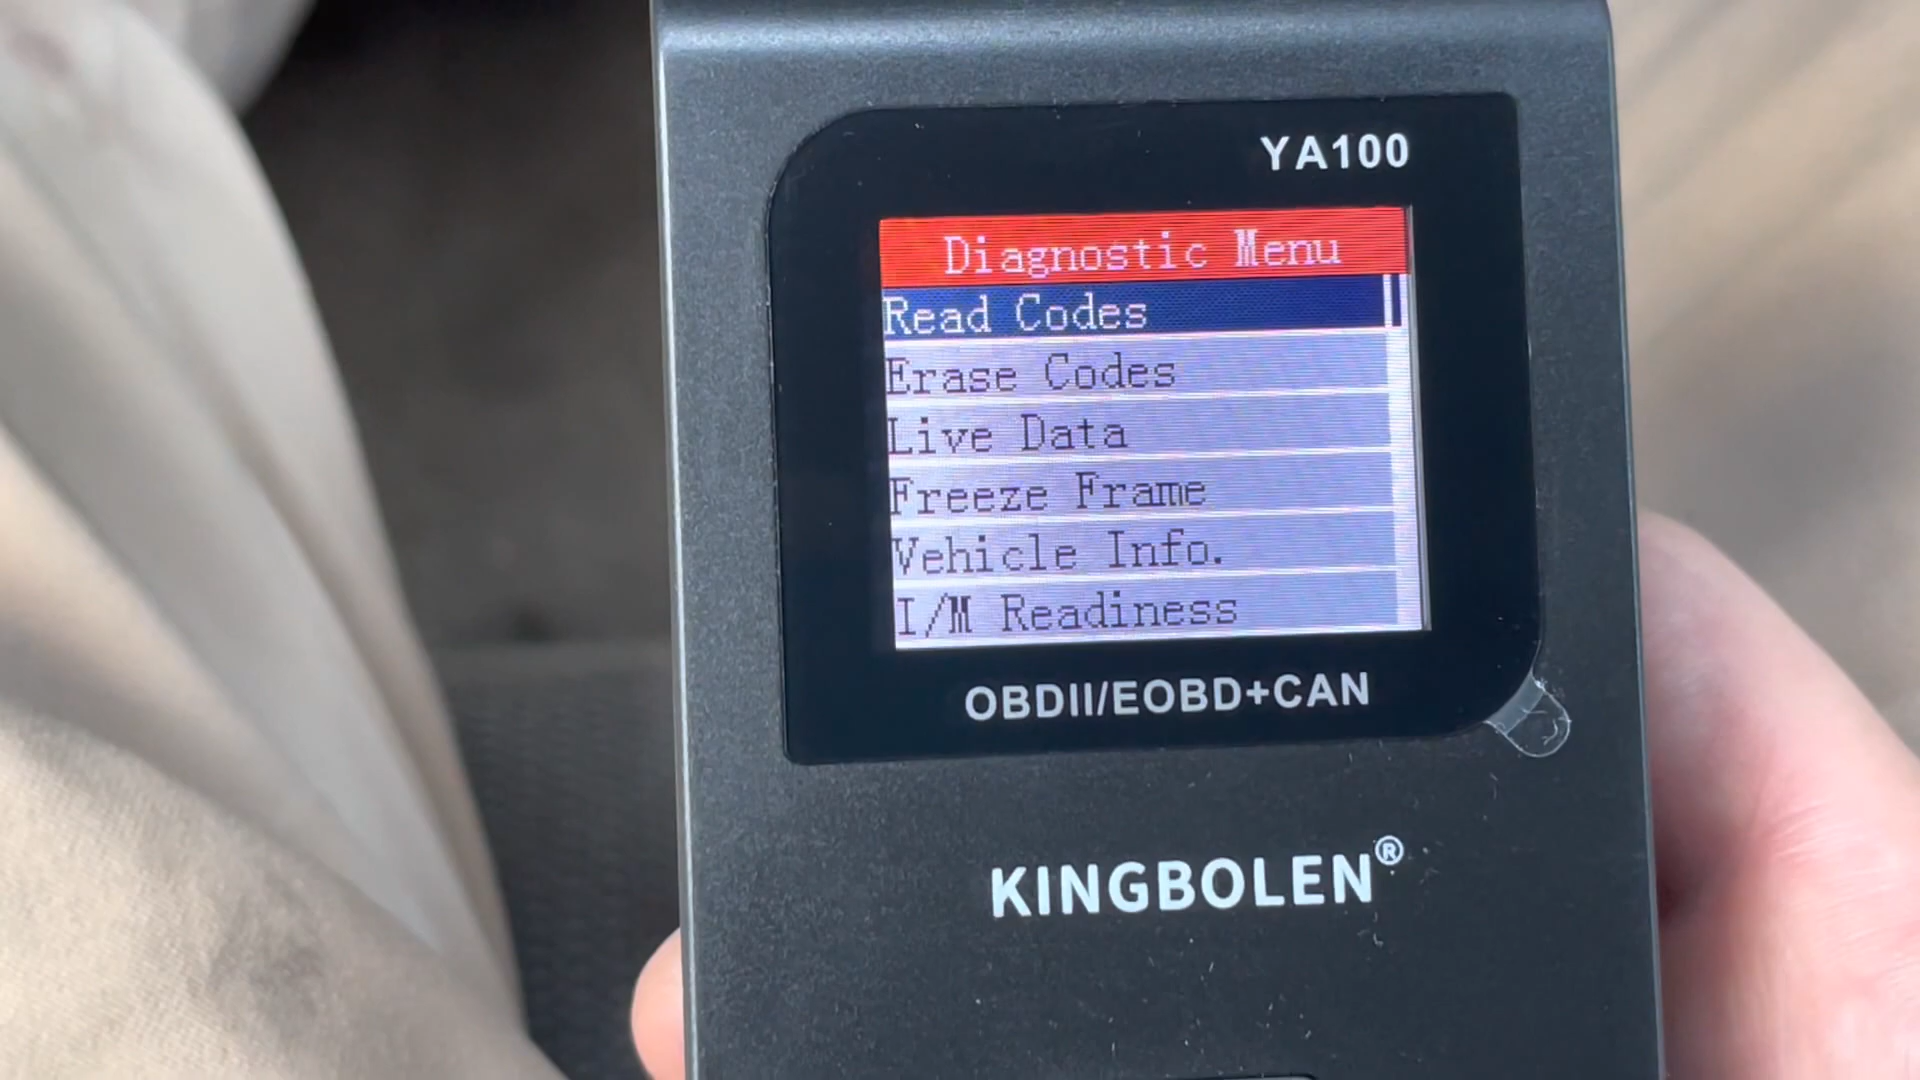 YA100
Diagnostic Menu
Read Codes
Erase Codes
Live Data
Freeze Frame
Vehicle Info.
I/M Readiness
OBDII/EOBD+CAN
KINGBOLEN®